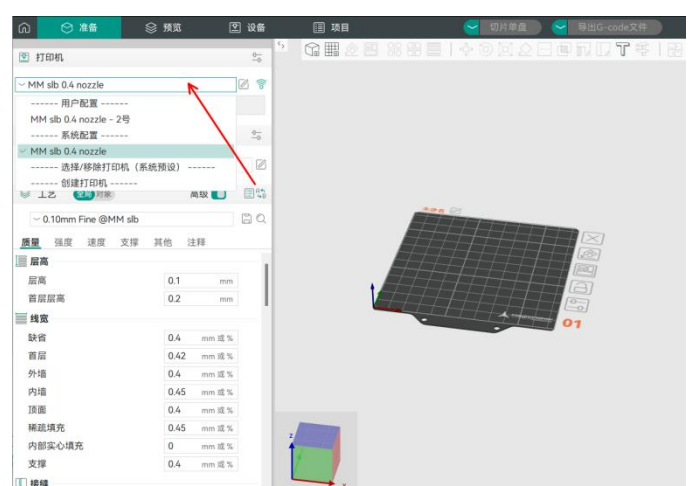 准备
预览
设备
项目
切片单盘
导出G-code文件
打印机
MM slb 0.4 nozzle
------ 用户配置 ------
MM slb 0.4 nozzle - 2号
------ 系统配置 ------
MM slb 0.4 nozzle
------ 选择/移除打印机（系统预设） ------
------ 创建打印机 ------
工艺 全局 对象 高级
0.10mm Fine @MM slb
质量 强度 速度 支撑 其他 注释
层高
层高 0.1 mm
首层层高 0.2 mm
线宽
缺省 0.4 mm 或 %
首层 0.42 mm 或 %
外墙 0.4 mm 或 %
内墙 0.45 mm 或 %
顶面 0.4 mm 或 %
稀疏填充 0.45 mm 或 %
内部实心填充 0 mm 或 %
支撑 0.4 mm 或 %
接缝
01
z
x